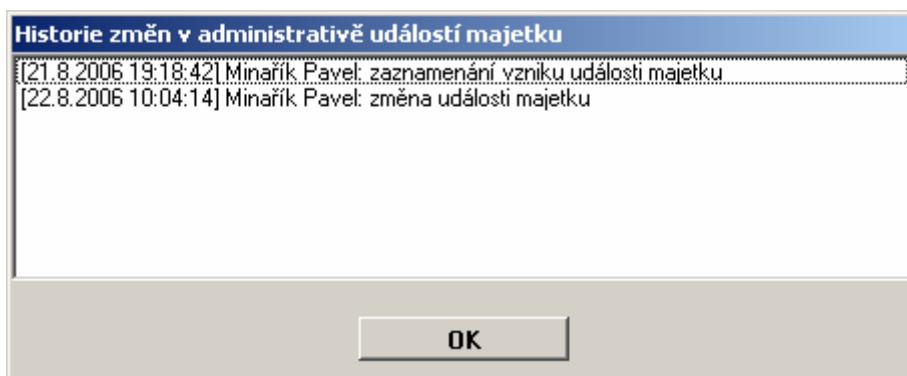 Historie změn v administrativě událostí majetku
[21.8.2006 19:18:42] Minařík Pavel: zaznamenání vzniku události majetku
[22.8.2006 10:04:14] Minařík Pavel: změna události majetku
OK